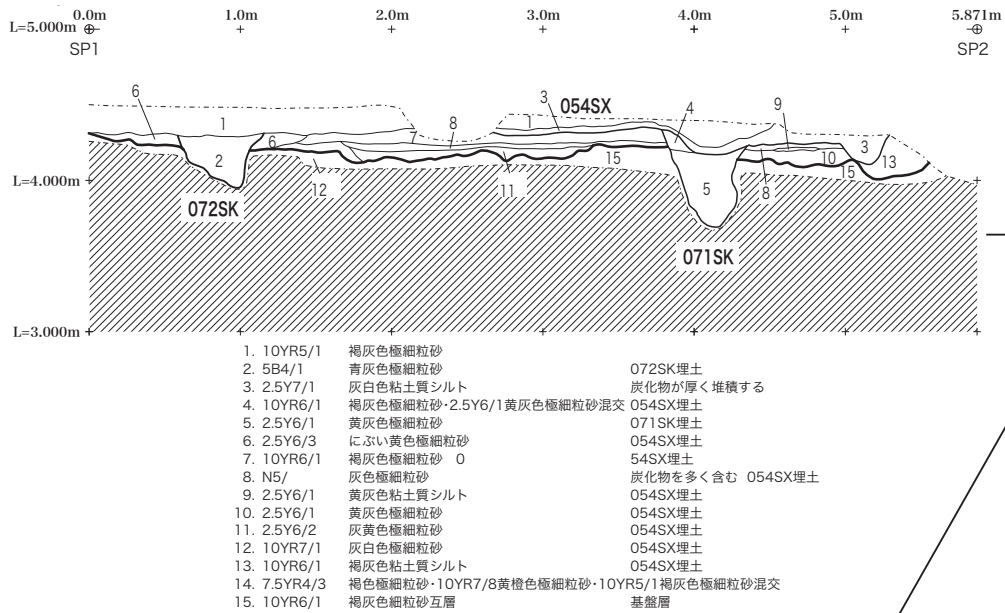 0.0m 1.0m 2.0m 3.0m 4.0m 5.0m 5.871m
L=5.000m
SP1 SP2
6 1 3 1 054SX 4 9
8 3
7 6 10 13
2 15 15
12 11 5 8
L=4.000m
072SK
071SK
L=3.000m
1. 10YR5/1 褐灰色極細粒砂
2. 5B4/1 青灰色極細粒砂 072SK埋土
3. 2.5Y7/1 灰白色粘土質シルト 炭化物が厚く堆積する
4. 10YR6/1 褐灰色極細粒砂・2.5Y6/1黄灰色極細粒砂混交 054SX埋土
5. 2.5Y6/1 黄灰色極細粒砂 071SK埋土
6. 2.5Y6/3 にぶい黄色極細粒砂 054SX埋土
7. 10YR6/1 褐灰色極細粒砂 0 54SX埋土
8. N5/ 灰色極細粒砂 炭化物を多く含む 054SX埋土
9. 2.5Y6/1 黄灰色粘土質シルト 054SX埋土
10. 2.5Y6/1 黄灰色極細粒砂 054SX埋土
11. 2.5Y6/2 灰黄色極細粒砂 054SX埋土
12. 10YR7/1 灰白色極細粒砂 054SX埋土
13. 10YR6/1 褐灰色粘土質シルト 054SX埋土
14. 7.5YR4/3 褐色極細粒砂・10YR7/8黄橙色極細粒砂・10YR5/1褐灰色極細粒砂混交
15. 10YR6/1 褐灰色細粒砂互層 基盤層